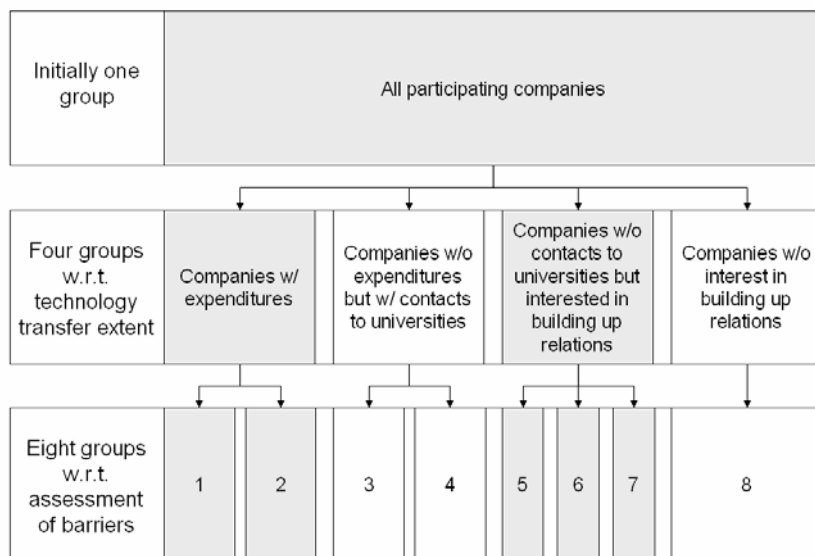 Initially one
group
All participating companies
Four groups
w.r.t.
technology
transfer extent
Companies w/
expenditures
Companies w/o
expenditures
but w/ contacts
to universities
Companies w/o
contacts to
universities but
interested in
building up
relations
Companies w/o
interest in
building up
relations
Eight groups
w.r.t.
assessment
of barriers
1
2
3
4
5
6
7
8